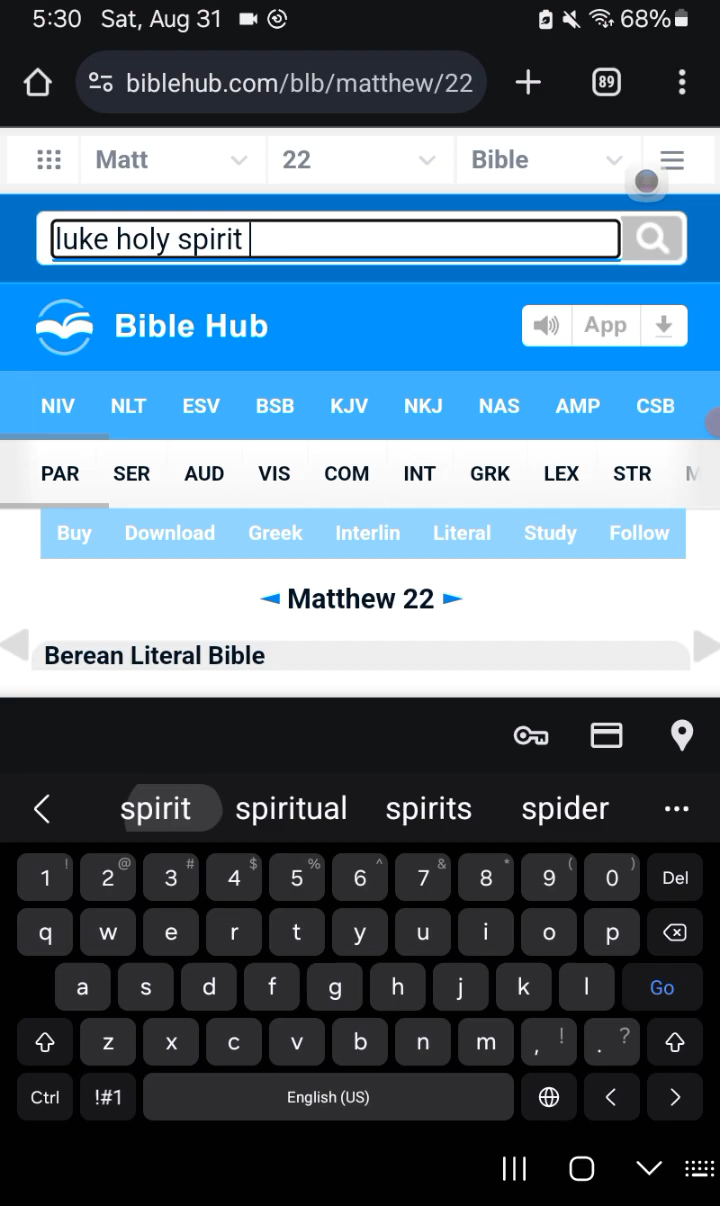 5:30 Sat, Aug 31 68%
biblehub.com/blb/matthew/22 89
Matt 22 Bible
luke holy spirit
Bible Hub App
NIV NLT ESV BSB KJV NKJ NAS AMP CSB
PAR SER AUD VIS COM INT GRK LEX STR M
Buy Download Greek Interlin Literal Study Follow
◄ Matthew 22 ►
Berean Literal Bible
spirit spiritual spirits spider ...
! @ # $ % ^ & * ( )
1 2 3 4 5 6 7 8 9 0 Del
q w e r t y u i o p
a s d f g h j k l Go
z x c v b n m , ! . ?
Ctrl !#1 English (US) < >